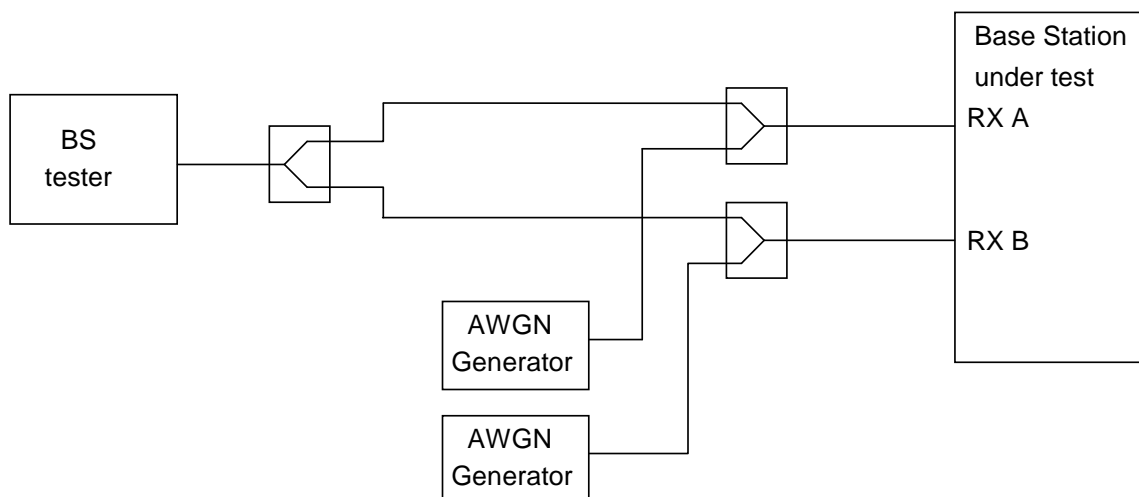 BS
tester
Base Station
under test
RX A
RX B
AWGN
Generator
AWGN
Generator